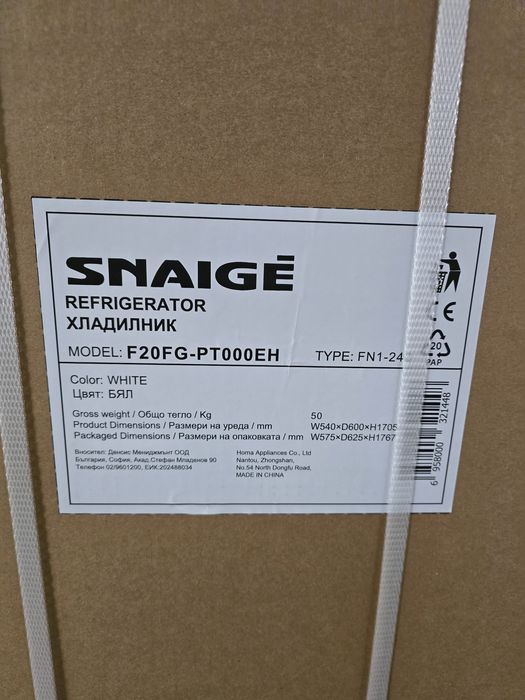 SNAIGĖ
REFRIGERATOR
ХЛАДИЛНИК
MODEL: F20FG-PT000EH TYPE: FN1-24
Color: WHITE
Цвят: БЯЛ
Gross weight / Общо тегло / Kg 50
Product Dimensions / Размери на уреда / mm W540×D600×H1705
Packaged Dimensions / Размери на опаковката / mm W575×D625×H1767
Вносител: Денсис Мениджмънт ООД
България, София, Акад.Стефан Младенов 90
Телефон 02/9601200, ЕИК:202488034
Homa Appliances Co., Ltd
Nantou, Zhongshan,
No.54 North Dongfu Road,
MADE IN CHINA
CE
20
PAP
6 958000 321448